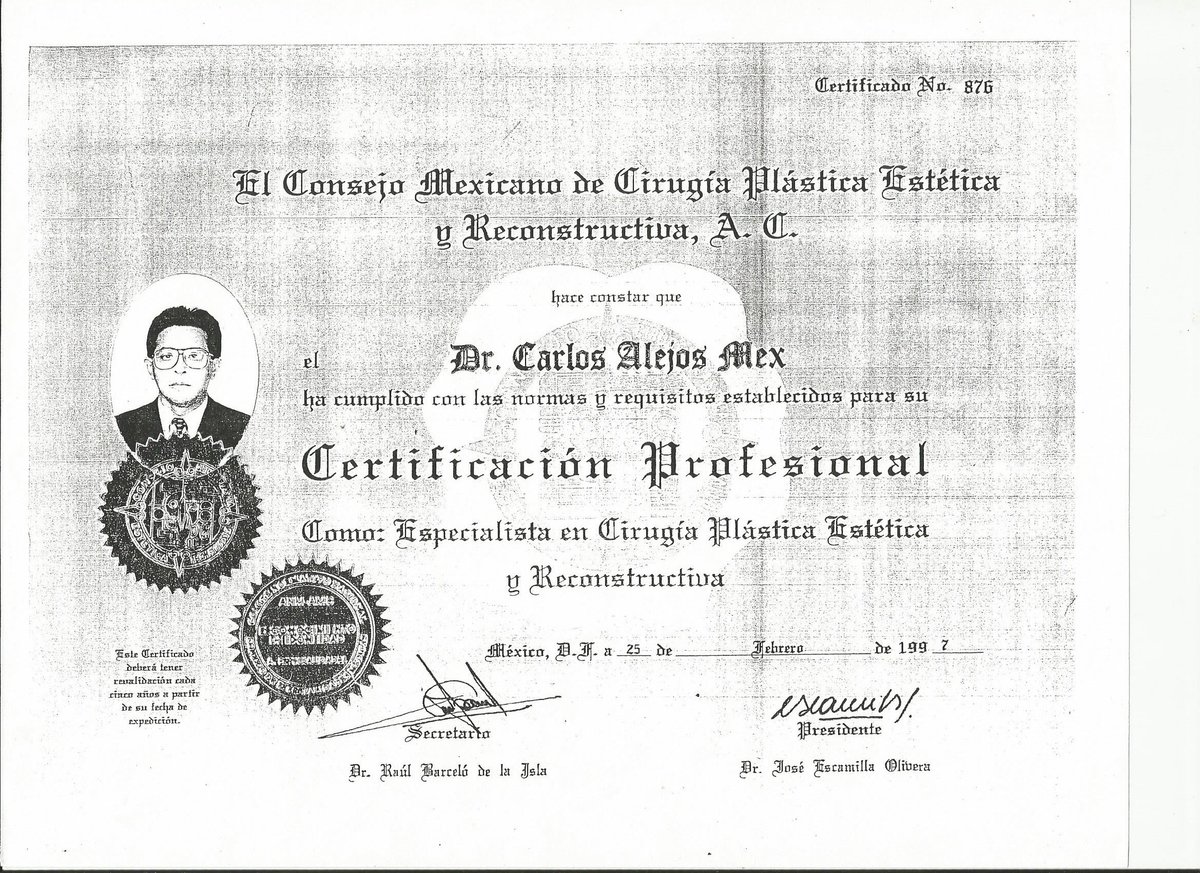 Certificado No. 876
El Consejo Mexicano de Cirugía Plástica Estética
y Reconstructiva, A. C.
hace constar que
el Dr. Carlos Alejos Mex
ha cumplido con las normas y requisitos establecidos para su
Certificación Profesional
Como: Especialista en Cirugía Plástica Estética
y Reconstructiva
México, D.F. a 25 de Febrero de 199 7
Este Certificado
deberá tener
revalidación cada
cinco años a partir
de su fecha de
expedición.
Secretario
Dr. Raúl Barceló de la Isla
Presidente
Dr. José Escamilla Olivera